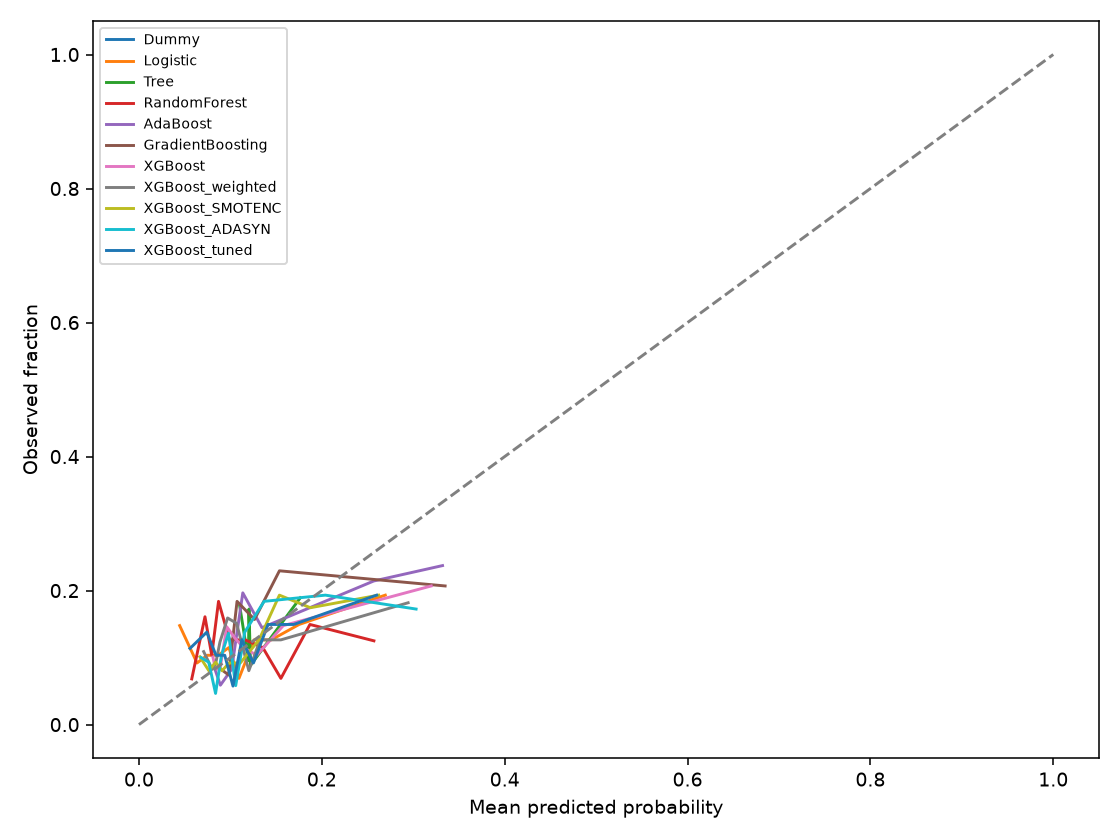 Dummy
Logistic
Tree
RandomForest
AdaBoost
GradientBoosting
XGBoost
XGBoost_weighted
XGBoost_SMOTENC
XGBoost_ADASYN
XGBoost_tuned
1.0
0.8
0.6
0.4
0.2
0.0
Observed fraction
0.0 0.2 0.4 0.6 0.8 1.0
Mean predicted probability